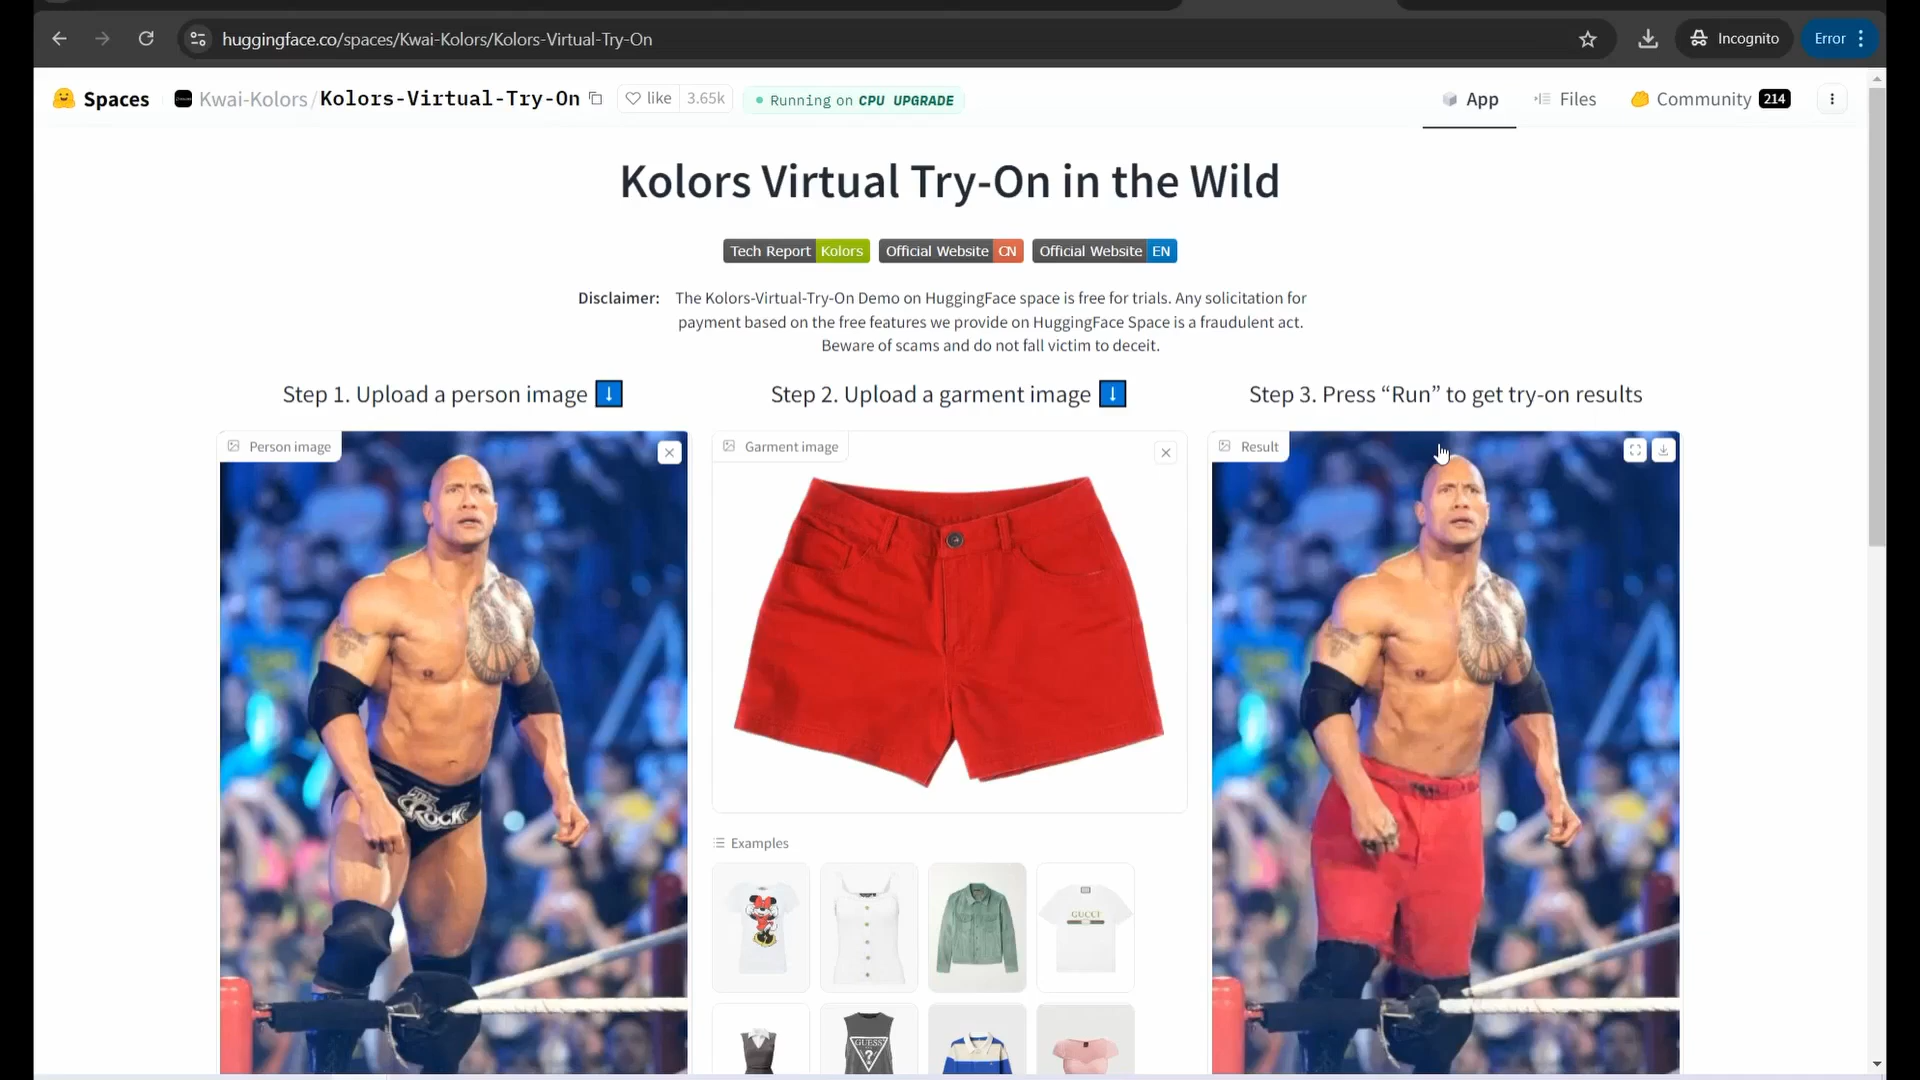 huggingface.co/spaces/Kwai-Kolors/Kolors-Virtual-Try-On
Incognito
Error
Spaces
Kwai-Kolors/Kolors-Virtual-Try-On
like 3.65k
Running on CPU UPGRADE
App
Files
Community 214
Kolors Virtual Try-On in the Wild
Tech Report Kolors
Official Website CN
Official Website EN
Disclaimer: The Kolors-Virtual-Try-On Demo on HuggingFace space is free for trials. Any solicitation for
payment based on the free features we provide on HuggingFace Space is a fraudulent act.
Beware of scams and do not fall victim to deceit.
Step 1. Upload a person image
Step 2. Upload a garment image
Step 3. Press “Run” to get try-on results
Person image
Garment image
Result
ROCK
Examples
GUCCI
GUESS
?